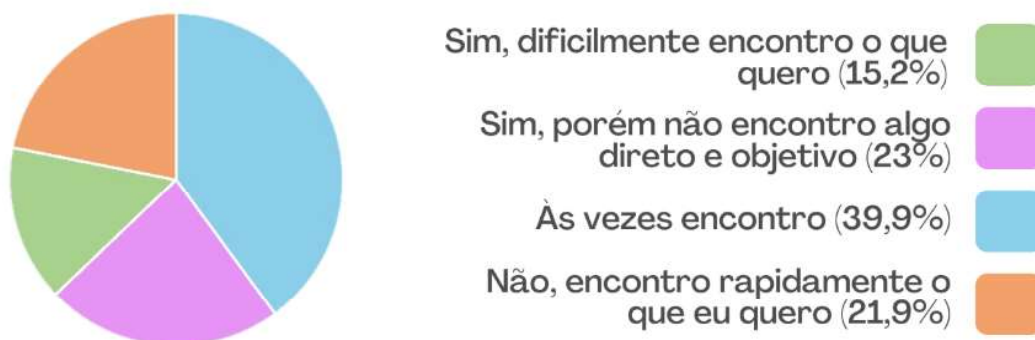 Sim, dificilmente encontro o que
quero (15,2%)
Sim, porém não encontro algo
direto e objetivo (23%)
Às vezes encontro (39,9%)
Não, encontro rapidamente o
que eu quero (21,9%)